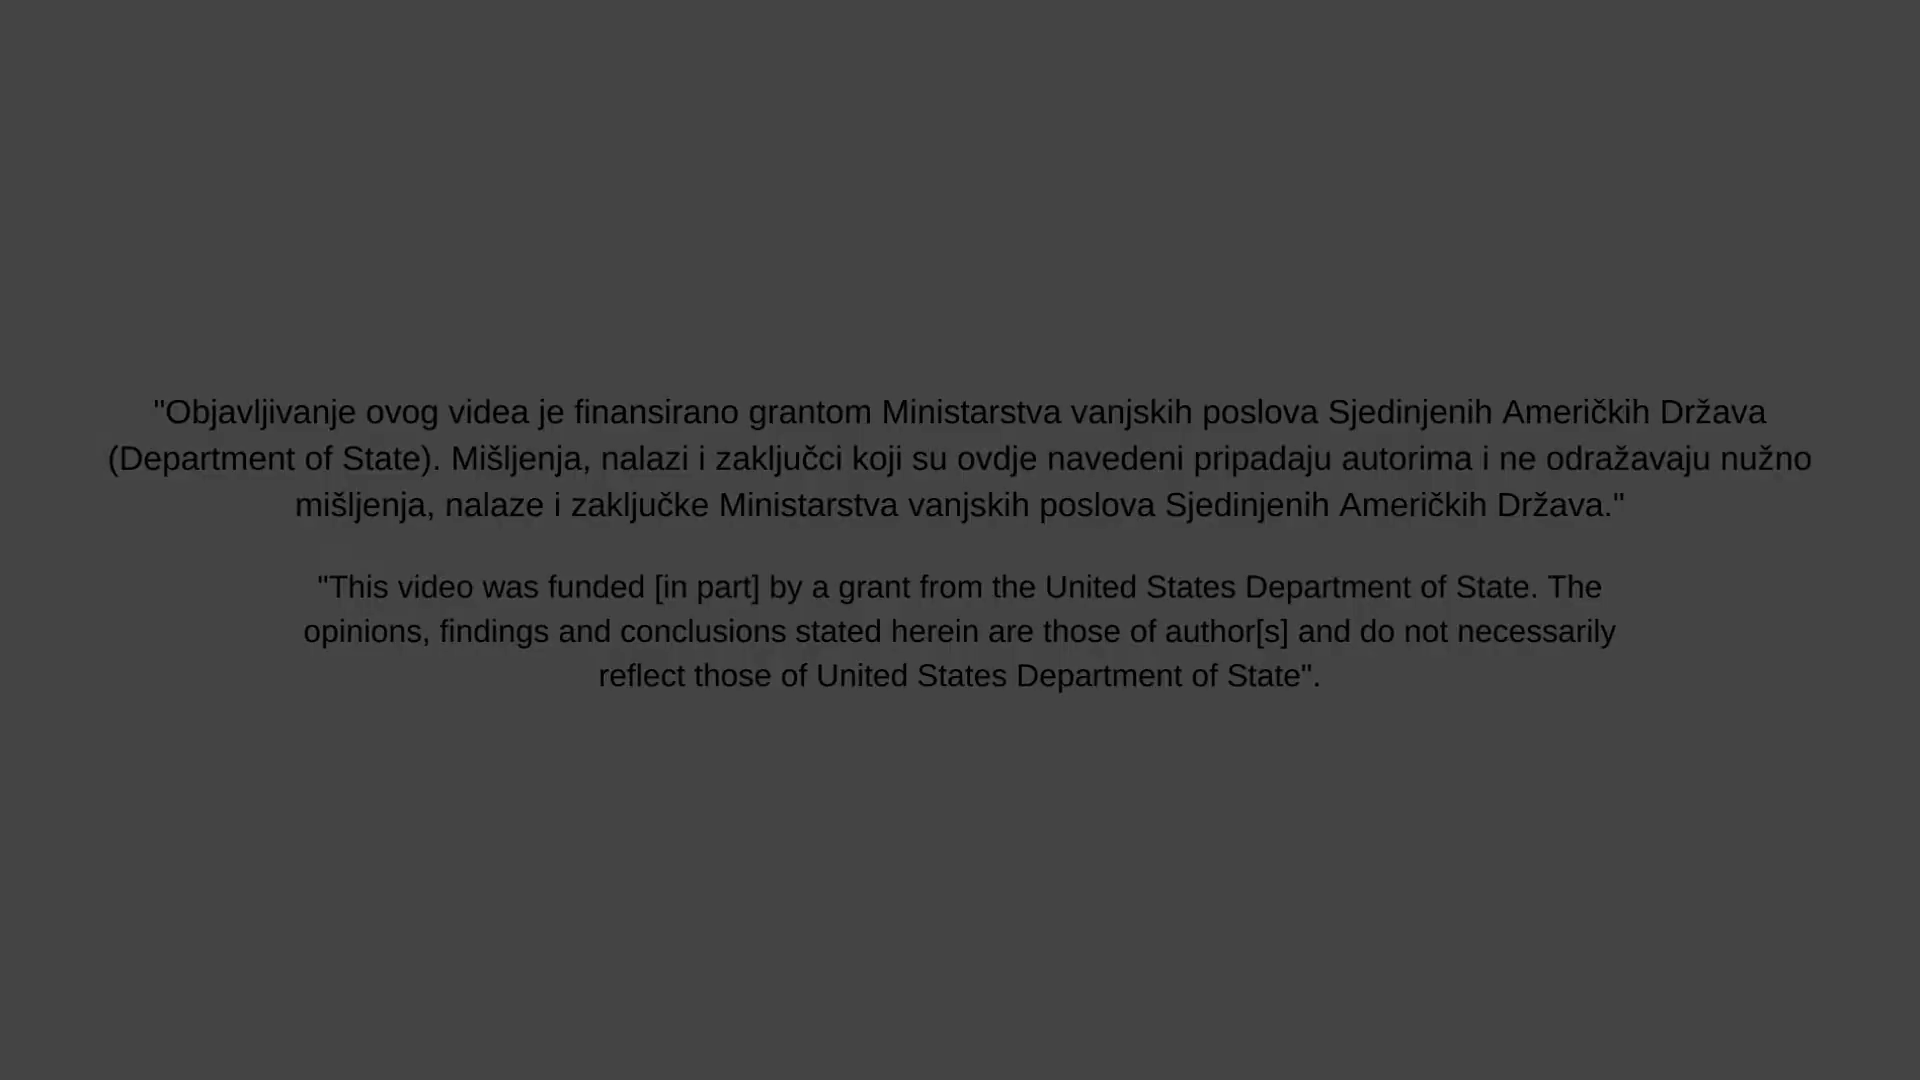 "Objavljivanje ovog videa je finansirano grantom Ministarstva vanjskih poslova Sjedinjenih Američkih Država
(Department of State). Mišljenja, nalazi i zaključci koji su ovdje navedeni pripadaju autorima i ne odražavaju nužno
mišljenja, nalaze i zaključke Ministarstva vanjskih poslova Sjedinjenih Američkih Država."
"This video was funded [in part] by a grant from the United States Department of State. The
opinions, findings and conclusions stated herein are those of author[s] and do not necessarily
reflect those of United States Department of State".